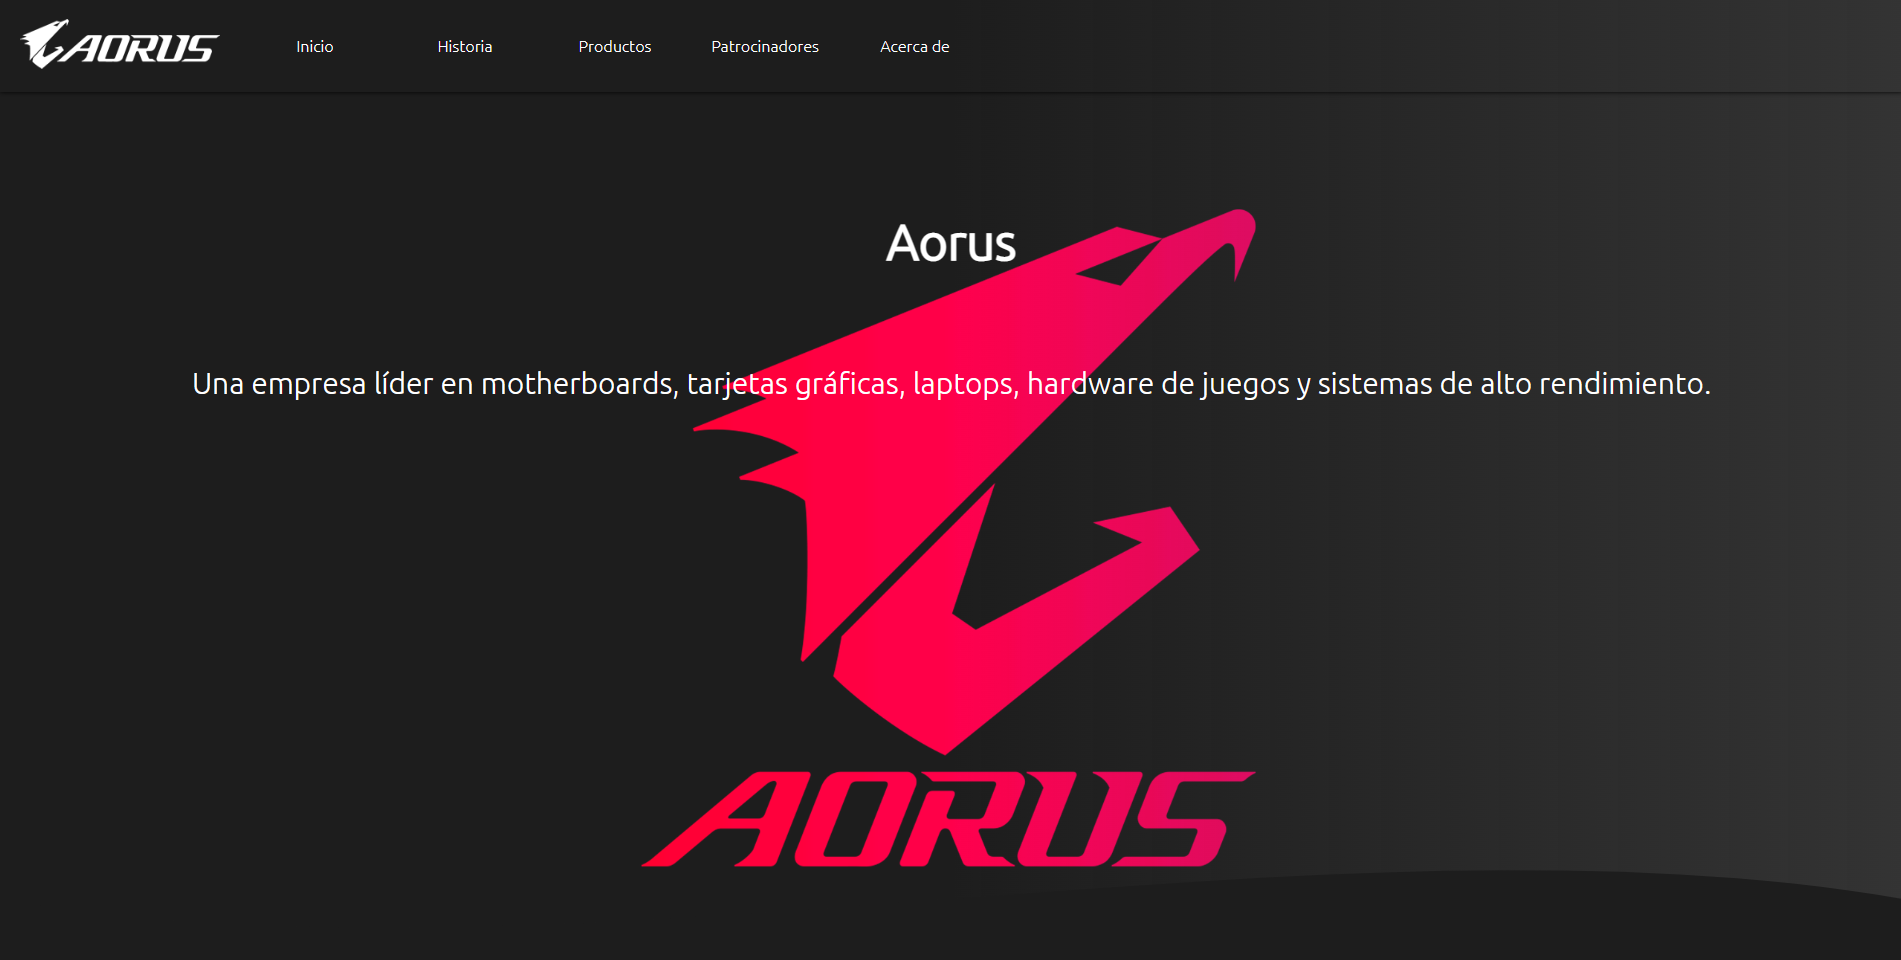 AORUS Inicio Historia Productos Patrocinadores Acerca de
Aorus
Una empresa líder en motherboards, tarjetas gráficas, laptops, hardware de juegos y sistemas de alto rendimiento.
AORUS